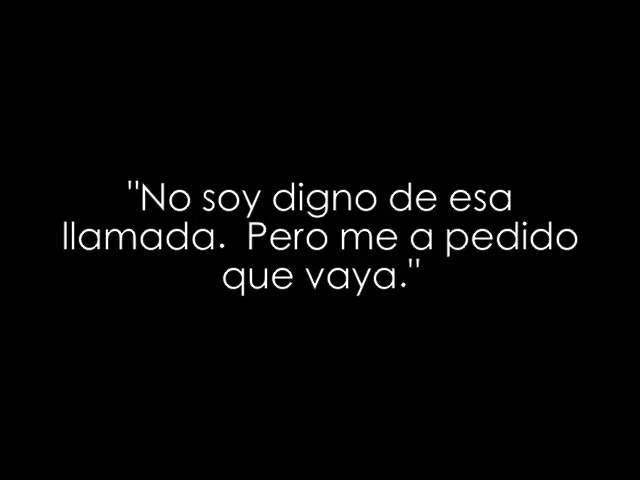 "No soy digno de esa
llamada.  Pero me a pedido
que vaya."